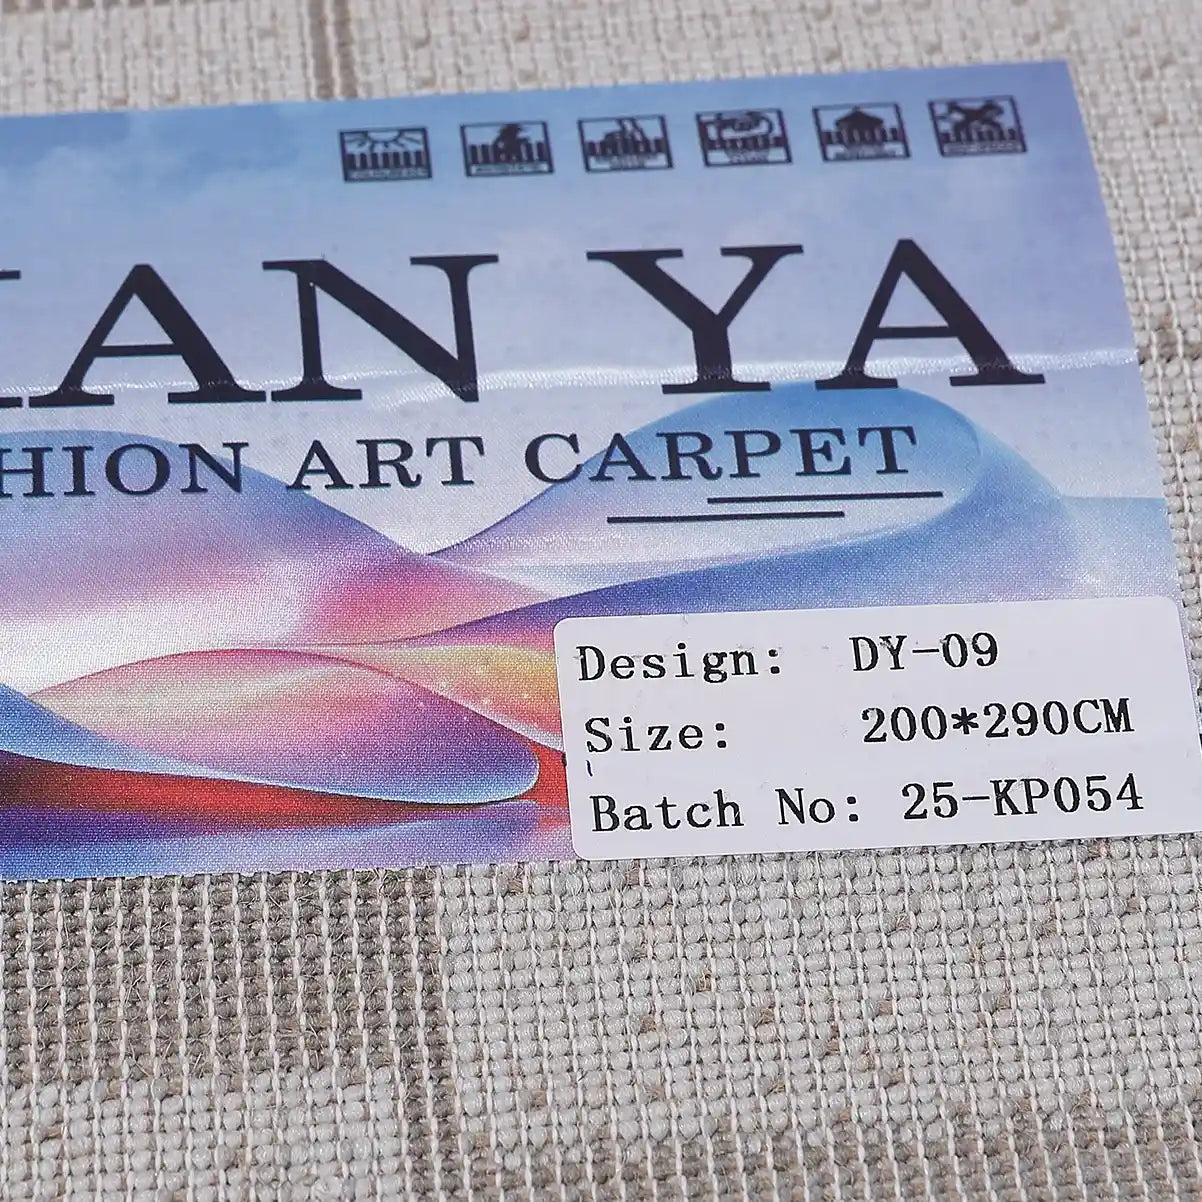 AN YA
HION ART CARPET
Design: DY-09
Size: 200*290CM
Batch No: 25-KP054